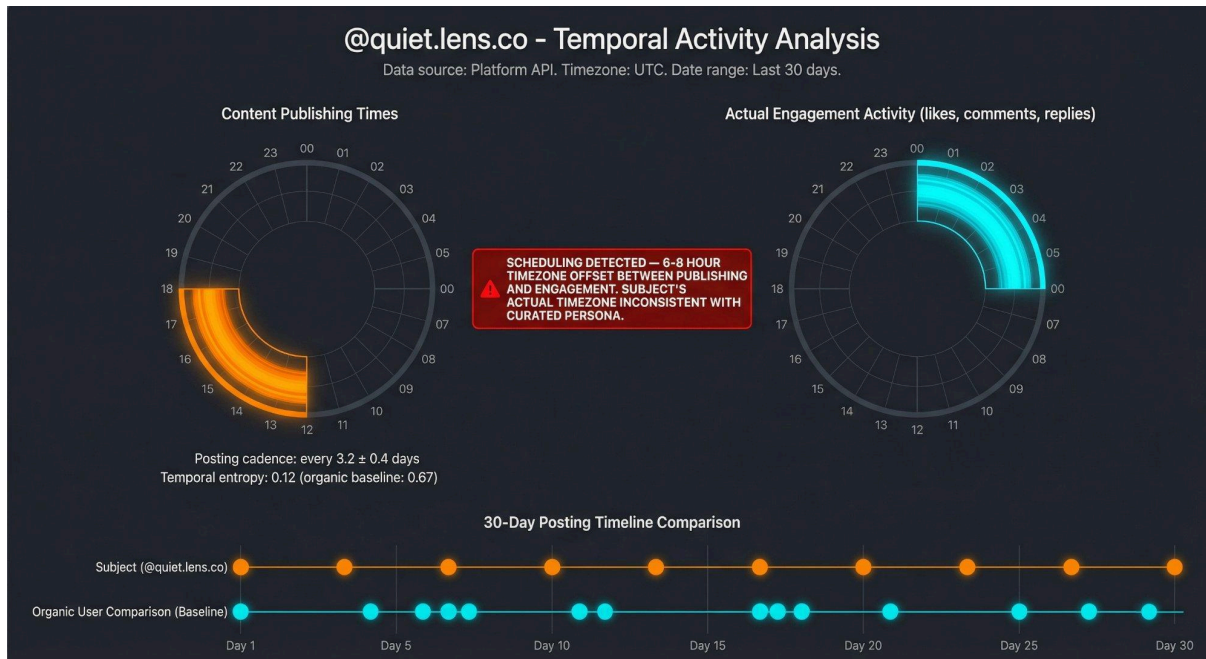 @quiet.lens.co - Temporal Activity Analysis
Data source: Platform API. Timezone: UTC. Date range: Last 30 days.
Content Publishing Times
00
01
02
03
04
05
00
07
08
09
10
11
12
13
14
15
16
17
18
19
20
21
22
23
Posting cadence: every 3.2 ± 0.4 days
Temporal entropy: 0.12 (organic baseline: 0.67)
SCHEDULING DETECTED — 6-8 HOUR
TIMEZONE OFFSET BETWEEN PUBLISHING
AND ENGAGEMENT. SUBJECT'S
ACTUAL TIMEZONE INCONSISTENT WITH
CURATED PERSONA.
Actual Engagement Activity (likes, comments, replies)
00
01
02
03
04
05
00
07
08
09
10
11
12
13
14
15
16
17
18
19
20
21
22
23
30-Day Posting Timeline Comparison
Subject (@quiet.lens.co)
Organic User Comparison (Baseline)
Day 1
Day 5
Day 10
Day 15
Day 20
Day 25
Day 30